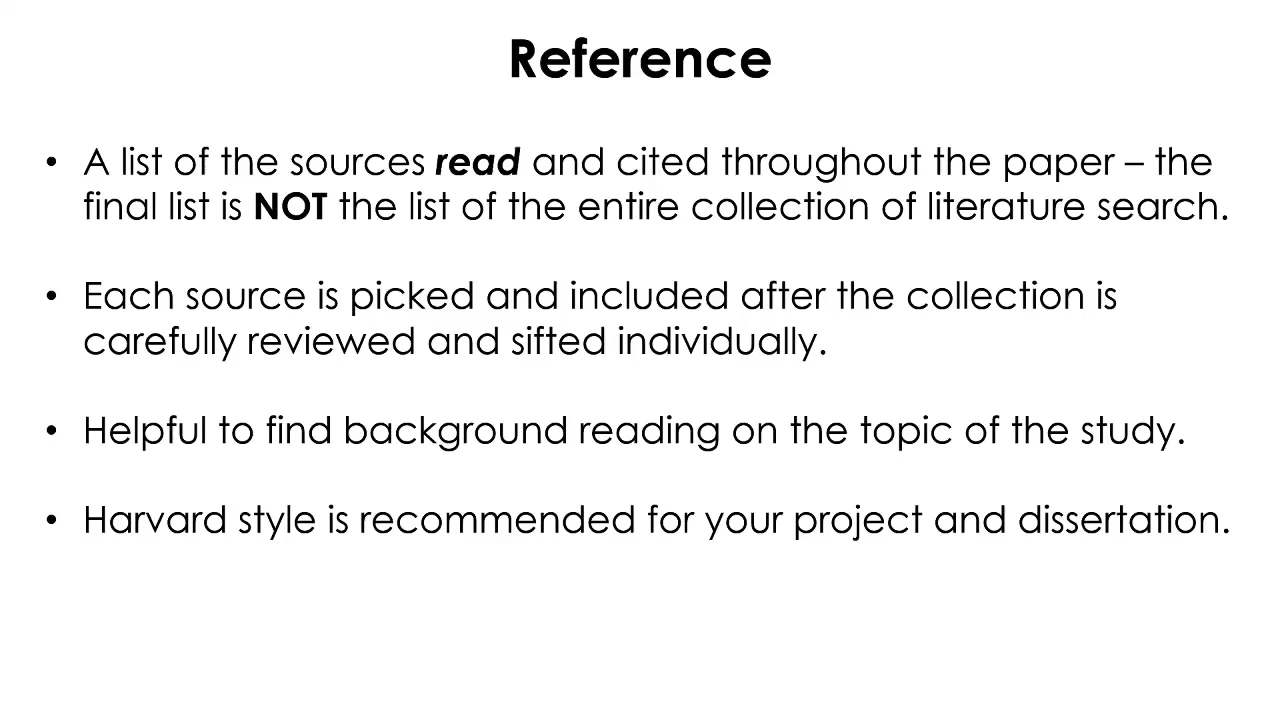 Reference
• A list of the sources read and cited throughout the paper – the
final list is NOT the list of the entire collection of literature search.
• Each source is picked and included after the collection is
carefully reviewed and sifted individually.
• Helpful to find background reading on the topic of the study.
• Harvard style is recommended for your project and dissertation.